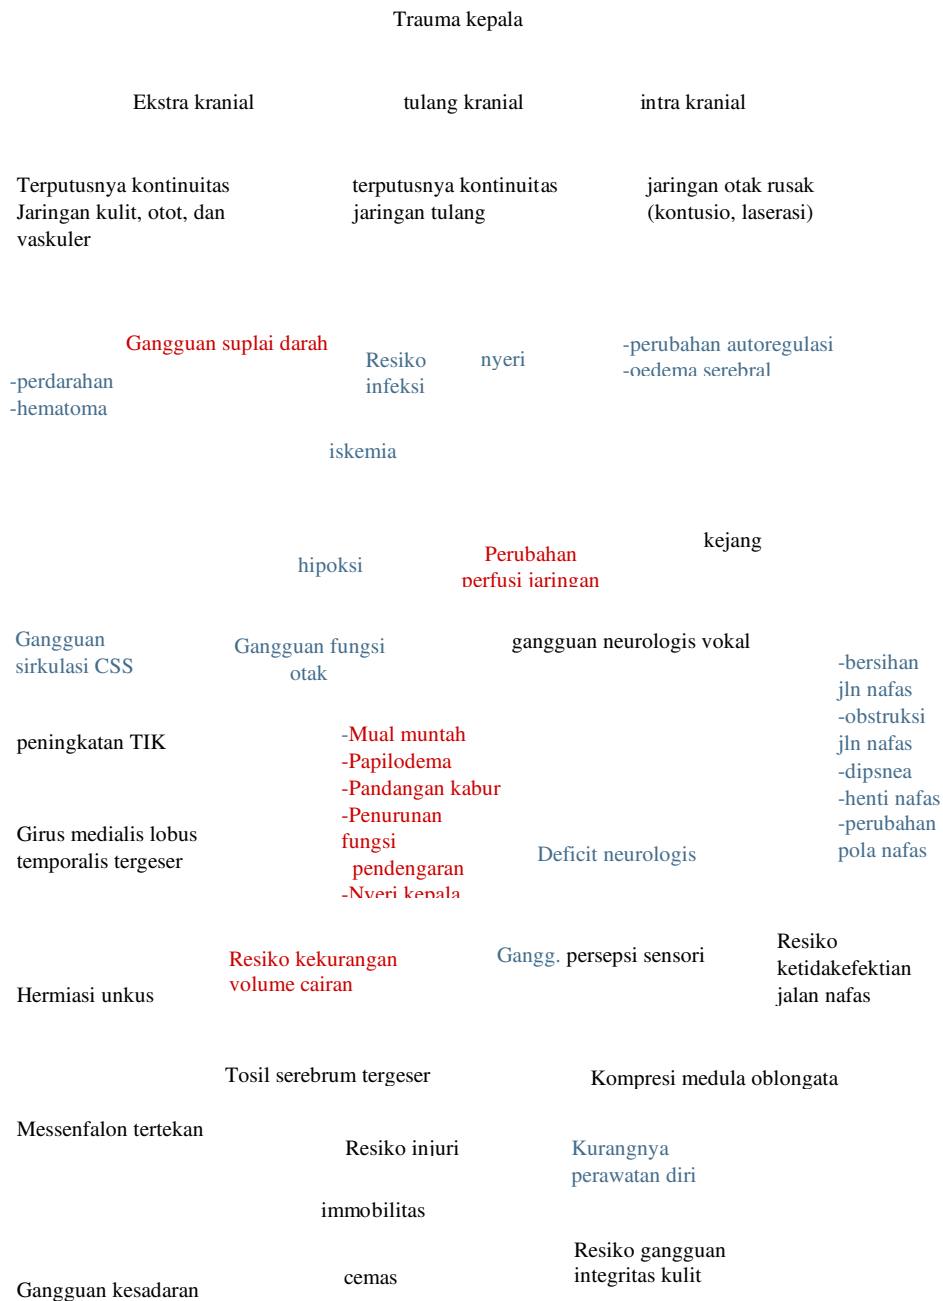 Trauma kepala
Ekstra kranial
tulang kranial
intra kranial
Terputusnya kontinuitas
Jaringan kulit, otot, dan
vaskuler
terputusnya kontinuitas
jaringan tulang
jaringan otak rusak
(kontusio, laserasi)
Gangguan suplai darah
-perdarahan
-hematoma
Resiko
infeksi
nyeri
-perubahan autoregulasi
-oedema serebral
iskemia
hipoksi
Perubahan
perfusi jaringan
kejang
Gangguan
sirkulasi CSS
Gangguan fungsi
otak
gangguan neurologis vokal
-bersihan
jln nafas
-obstruksi
jln nafas
-dipsnea
-henti nafas
-perubahan
pola nafas
peningkatan TIK
-Mual muntah
-Papilodema
-Pandangan kabur
-Penurunan
fungsi
pendengaran
-Nyeri kepala
Girus medialis lobus
temporalis tergeser
Deficit neurologis
Resiko kekurangan
volume cairan
Gangg. persepsi sensori
Resiko
ketidakefektian
jalan nafas
Hermiasi unkus
Tosil serebrum tergeser
Kompresi medula oblongata
Messenfalon tertekan
Resiko injuri
Kurangnya
perawatan diri
immobilitas
Resiko gangguan
integritas kulit
cemas
Gangguan kesadaran